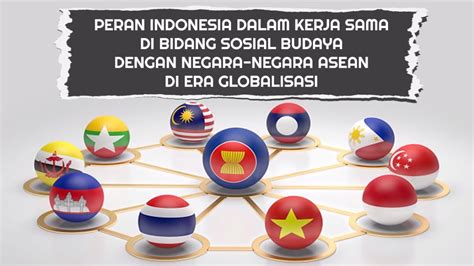 PERAN INDONESIA DALAM KERJA SAMA
DI BIDANG SOSIAL BUDAYA
DENGAN NEGARA-NEGARA ASEAN
DI ERA GLOBALISASI